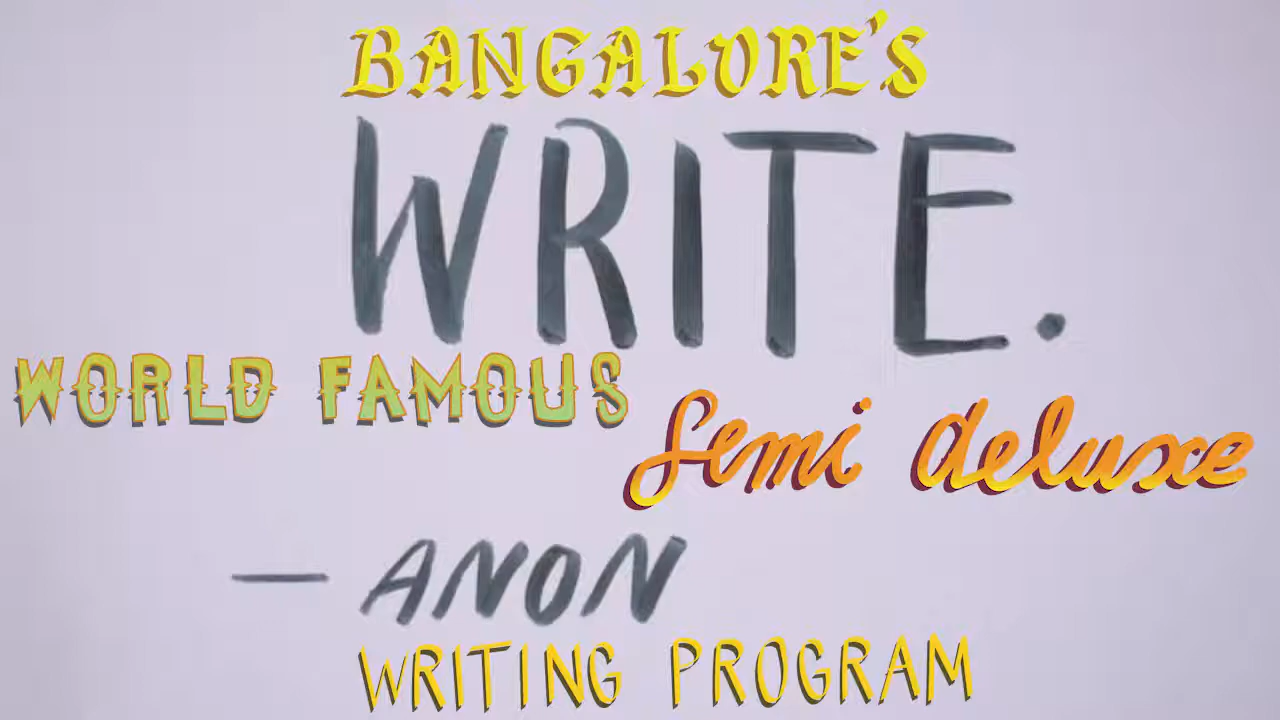 BANGALORE'S
WRITE.
WORLD FAMOUS
Semi deluxe
— ANON
WRITING PROGRAM